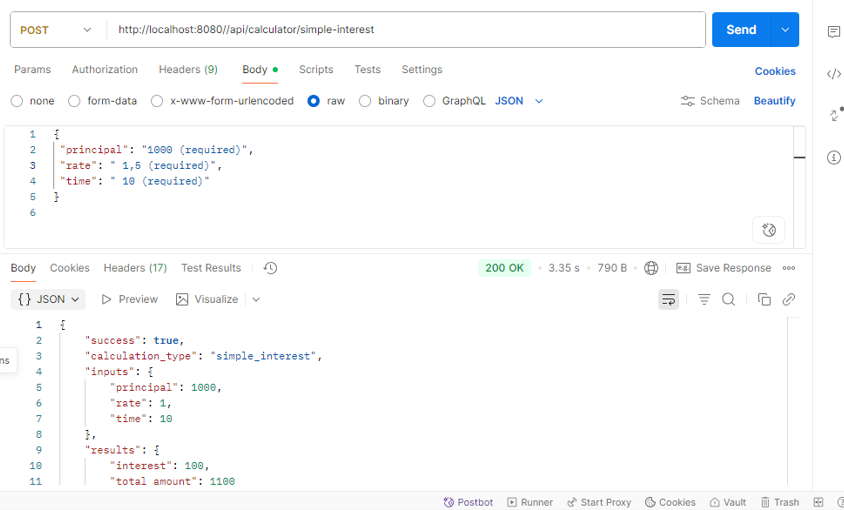 POST http://localhost:8080//api/calculator/simple-interest Send
Params Authorization Headers (9) Body Scripts Tests Settings Cookies
none form-data x-www-form-urlencoded raw binary GraphQL JSON Schema Beautify
1 {
2 "principal": "1000 (required)",
3 "rate": " 1,5 (required)",
4 "time": " 10 (required)"
5 }
6
Body Cookies Headers (17) Test Results 200 OK • 3.35 s • 790 B • e.g. Save Response
{} JSON Preview Visualize
ns
1 {
2 "success": true,
3 "calculation_type": "simple_interest",
4 "inputs": {
5 "principal": 1000,
6 "rate": 1,
7 "time": 10
8 },
9 "results": {
10 "interest": 100,
11 "total_amount": 1100
Postbot Runner Start Proxy Cookies Vault Trash